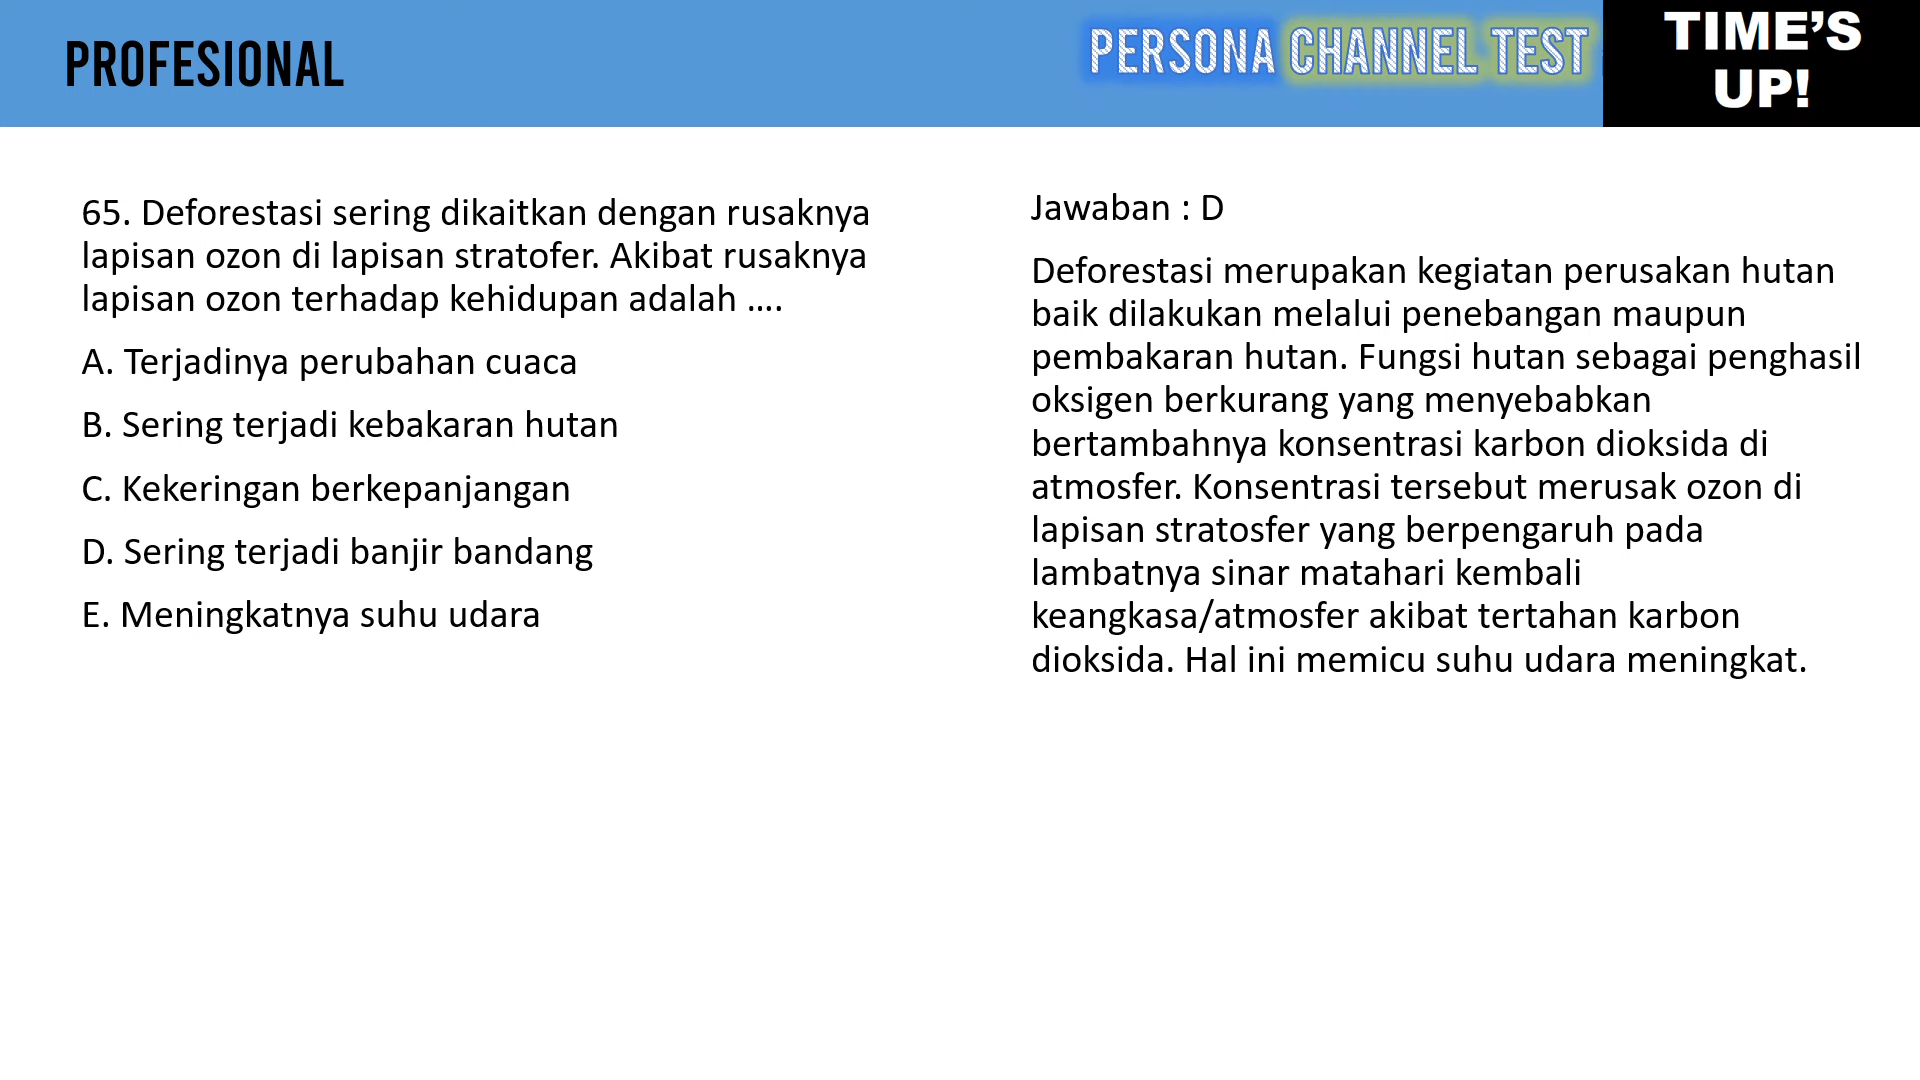 PROFESIONAL
PERSONA CHANNEL TEST
TIME’S
UP!
65. Deforestasi sering dikaitkan dengan rusaknya
lapisan ozon di lapisan stratofer. Akibat rusaknya
lapisan ozon terhadap kehidupan adalah ....
A. Terjadinya perubahan cuaca
B. Sering terjadi kebakaran hutan
C. Kekeringan berkepanjangan
D. Sering terjadi banjir bandang
E. Meningkatnya suhu udara
Jawaban : D
Deforestasi merupakan kegiatan perusakan hutan
baik dilakukan melalui penebangan maupun
pembakaran hutan. Fungsi hutan sebagai penghasil
oksigen berkurang yang menyebabkan
bertambahnya konsentrasi karbon dioksida di
atmosfer. Konsentrasi tersebut merusak ozon di
lapisan stratosfer yang berpengaruh pada
lambatnya sinar matahari kembali
keangkasa/atmosfer akibat tertahan karbon
dioksida. Hal ini memicu suhu udara meningkat.